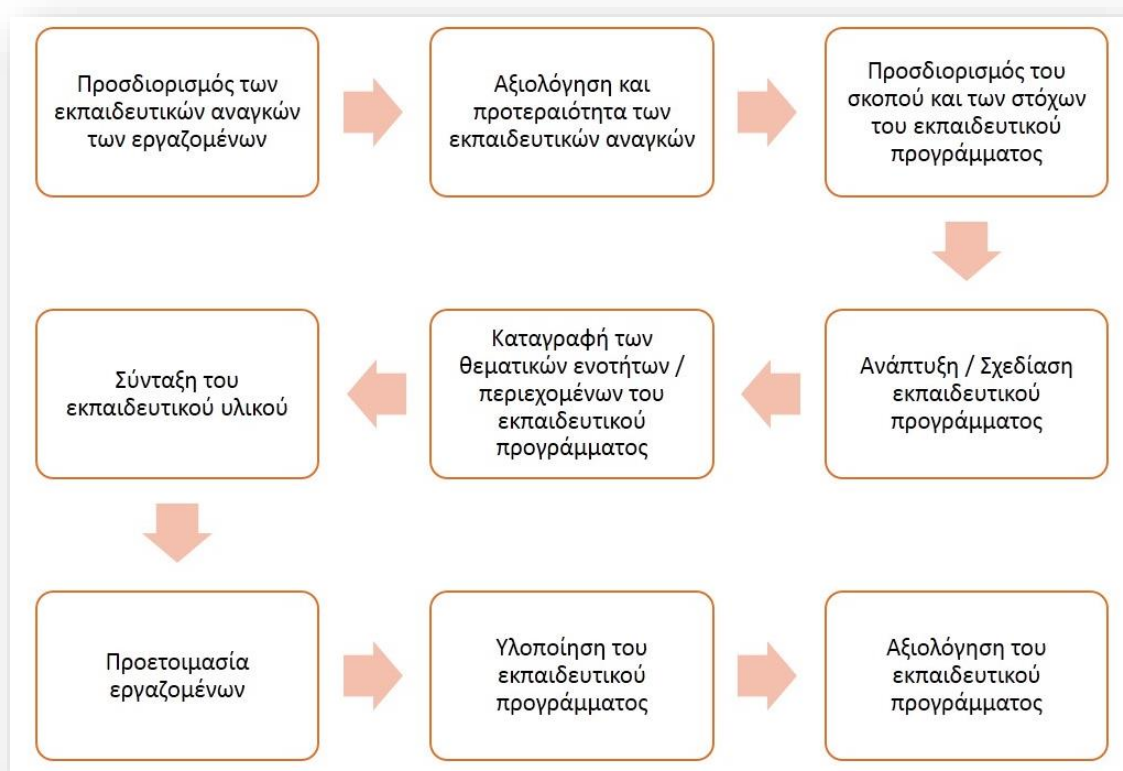 Προσδιορισμός των
εκπαιδευτικών αναγκών
των εργαζομένων
Αξιολόγηση και
προτεραιότητα των
εκπαιδευτικών αναγκών
Προσδιορισμός του
σκοπού και των στόχων
του εκπαιδευτικού
προγράμματος
Ανάπτυξη / Σχεδίαση
εκπαιδευτικού
προγράμματος
Καταγραφή των
θεματικών ενοτήτων /
περιεχομένων του
εκπαιδευτικού
προγράμματος
Σύνταξη του
εκπαιδευτικού υλικού
Προετοιμασία
εργαζομένων
Υλοποίηση του
εκπαιδευτικού
προγράμματος
Αξιολόγηση του
εκπαιδευτικού
προγράμματος